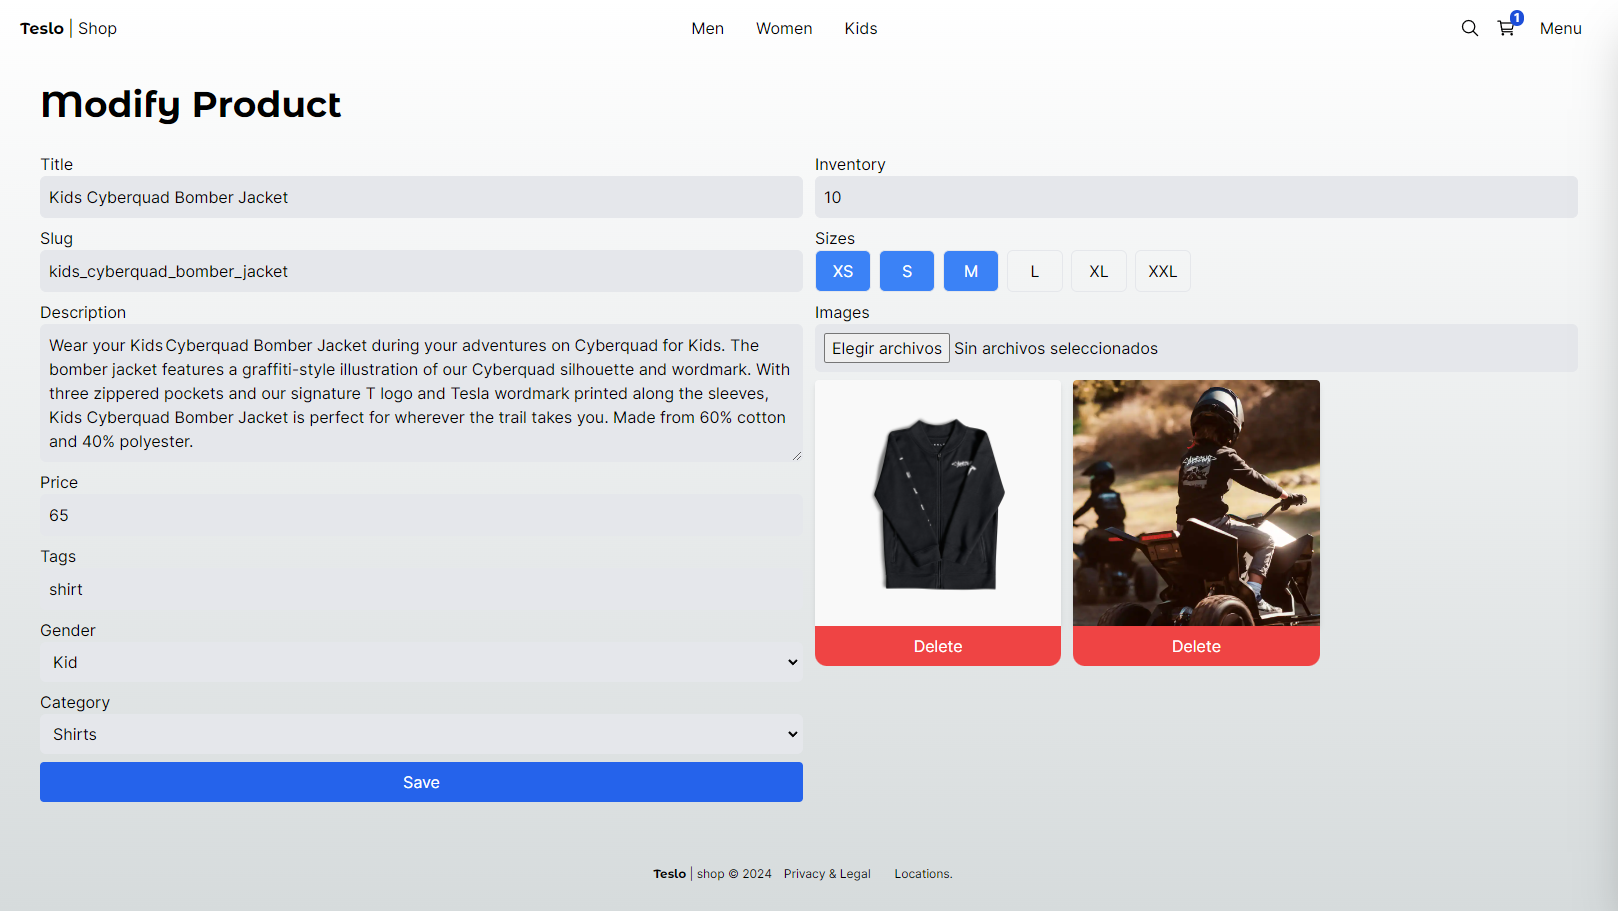 Teslo | Shop
Men
Women
Kids
1
Menu
Modify Product
Title
Kids Cyberquad Bomber Jacket
Slug
kids_cyberquad_bomber_jacket
Description
Wear your Kids Cyberquad Bomber Jacket during your adventures on Cyberquad for Kids. The
bomber jacket features a graffiti-style illustration of our Cyberquad silhouette and wordmark. With
three zippered pockets and our signature T logo and Tesla wordmark printed along the sleeves,
Kids Cyberquad Bomber Jacket is perfect for wherever the trail takes you. Made from 60% cotton
and 40% polyester.
Price
65
Tags
shirt
Gender
Kid
Category
Shirts
Save
Inventory
10
Sizes
XS
S
M
L
XL
XXL
Images
Elegir archivos Sin archivos seleccionados
Delete
Delete
Teslo | shop © 2024
Privacy & Legal
Locations.